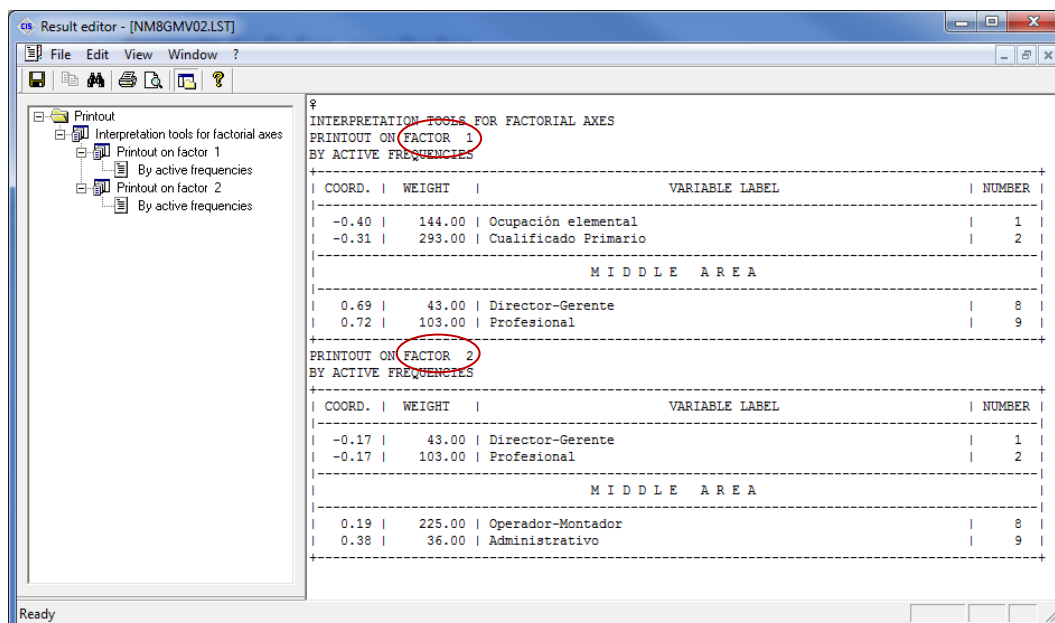 CIS Result editor - [NM8GMV02.LST]
File Edit View Window ?
Printout
Interpretation tools for factorial axes
Printout on factor 1
By active frequencies
Printout on factor 2
By active frequencies
INTERPRETATION TOOLS FOR FACTORIAL AXES
PRINTOUT ON FACTOR 1
BY ACTIVE FREQUENCIES
| COORD. | WEIGHT | VARIABLE LABEL | NUMBER |
| -0.40 | 144.00 | Ocupación elemental | 1 |
| -0.31 | 293.00 | Cualificado Primario | 2 |
| M I D D L E A R E A |
| 0.69 | 43.00 | Director-Gerente | 8 |
| 0.72 | 103.00 | Profesional | 9 |
PRINTOUT ON FACTOR 2
BY ACTIVE FREQUENCIES
| COORD. | WEIGHT | VARIABLE LABEL | NUMBER |
| -0.17 | 43.00 | Director-Gerente | 1 |
| -0.17 | 103.00 | Profesional | 2 |
| M I D D L E A R E A |
| 0.19 | 225.00 | Operador-Montador | 8 |
| 0.38 | 36.00 | Administrativo | 9 |
Ready